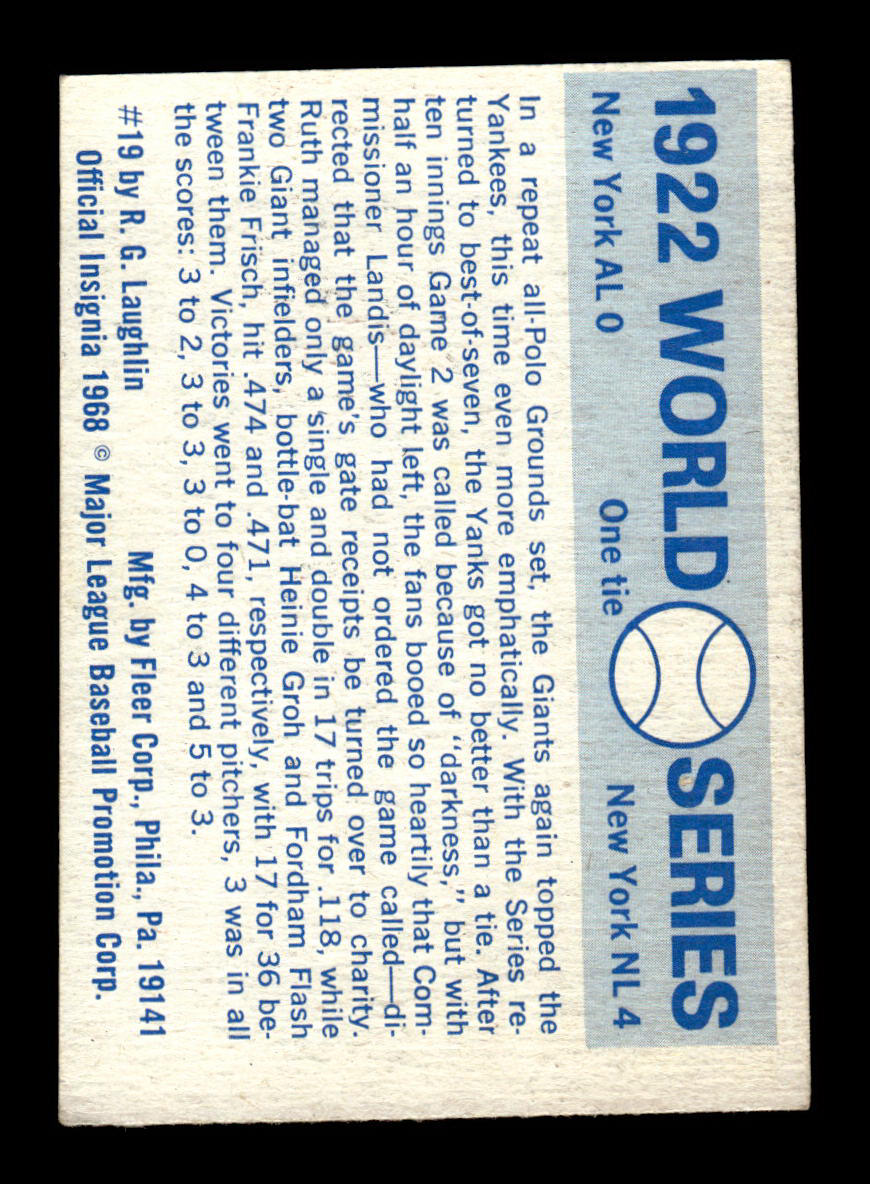 1922 WORLD SERIES
New York AL 0 One tie New York NL 4
In a repeat all-Polo Grounds set, the Giants again topped the
Yankees, this time even more emphatically. With the Series re-
turned to best-of-seven, the Yanks got no better than a tie. After
ten innings Game 2 was called because of "darkness," but with
half an hour of daylight left, the fans booed so heartily that Com-
missioner Landis—who had not ordered the game called—di-
rected that the game's gate receipts be turned over to charity.
Ruth managed only a single and double in 17 trips for .118, while
two Giant infielders, bottle-bat Heinie Groh and Fordham Flash
Frankie Frisch, hit .474 and .471, respectively, with 17 for 36 be-
tween them. Victories went to four different pitchers, 3 was in all
the scores: 3 to 2, 3 to 3, 3 to 0, 4 to 3 and 5 to 3.
#19 by R. G. Laughlin Mfg. by Fleer Corp., Phila., Pa. 19141
Official Insignia 1968 © Major League Baseball Promotion Corp.